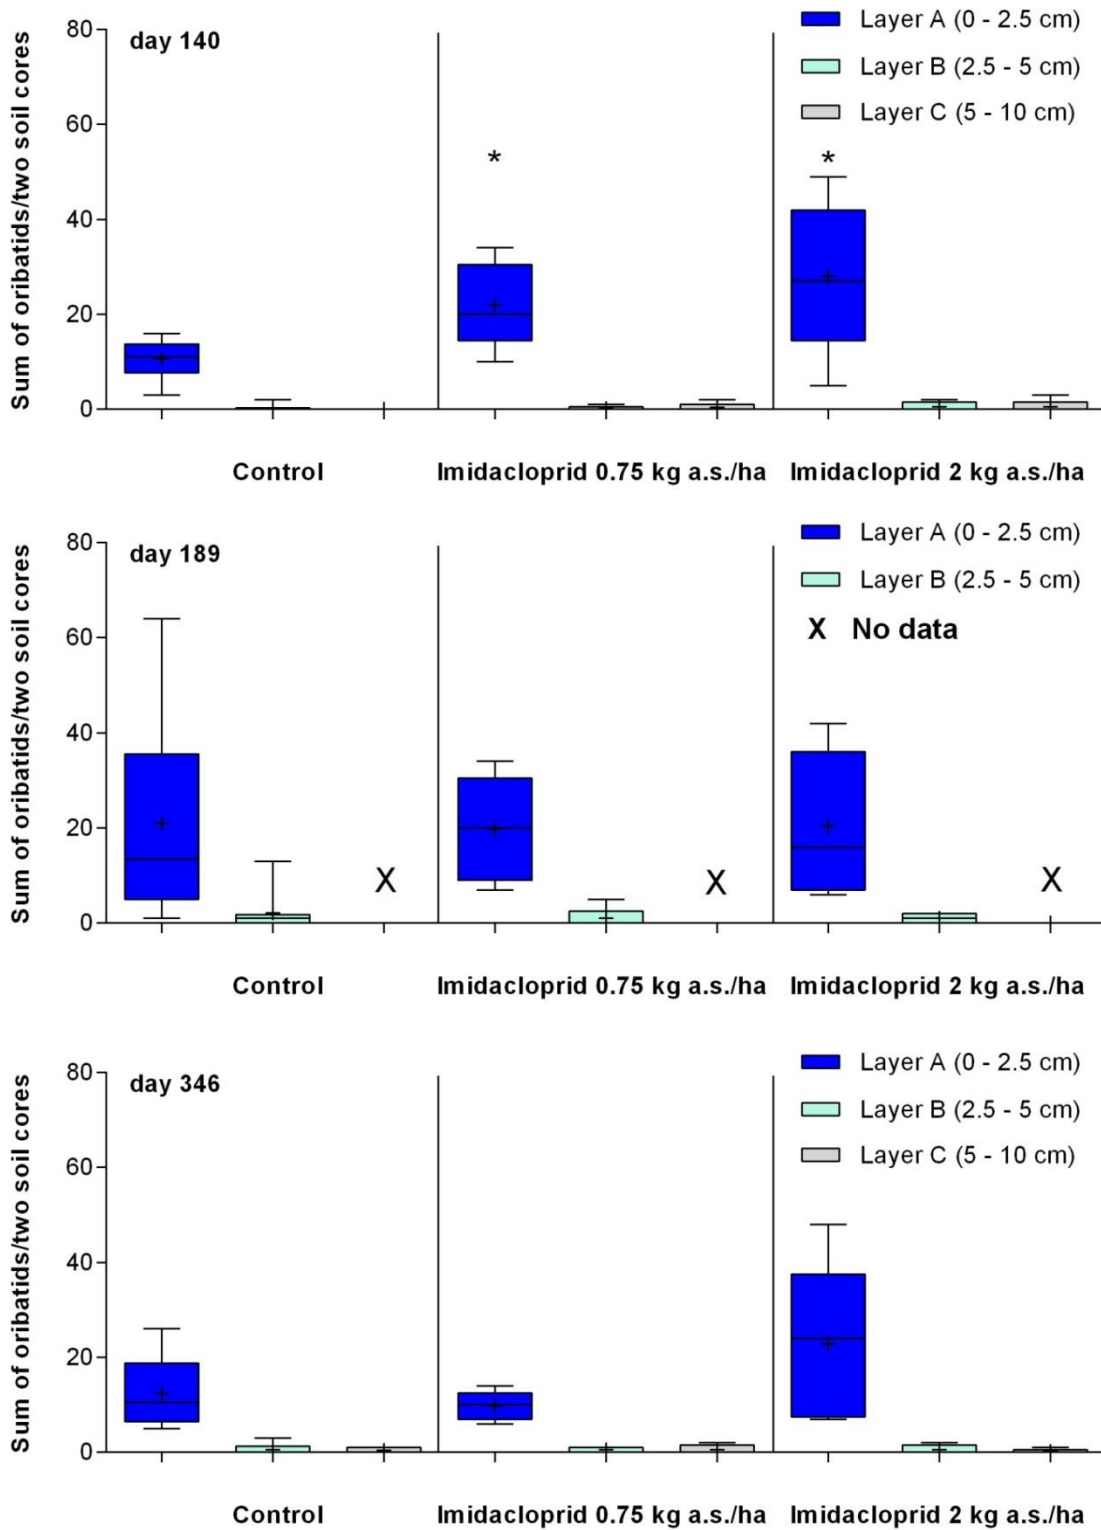 Sum of oribatids/two soil cores
80
60
40
20
0
day 140
*
*
Layer A (0 - 2.5 cm)
Layer B (2.5 - 5 cm)
Layer C (5 - 10 cm)
Control
Imidacloprid 0.75 kg a.s./ha
Imidacloprid 2 kg a.s./ha
Sum of oribatids/two soil cores
80
60
40
20
0
day 189
Layer A (0 - 2.5 cm)
Layer B (2.5 - 5 cm)
X No data
X
X
X
Control
Imidacloprid 0.75 kg a.s./ha
Imidacloprid 2 kg a.s./ha
Sum of oribatids/two soil cores
80
60
40
20
0
day 346
Layer A (0 - 2.5 cm)
Layer B (2.5 - 5 cm)
Layer C (5 - 10 cm)
Control
Imidacloprid 0.75 kg a.s./ha
Imidacloprid 2 kg a.s./ha